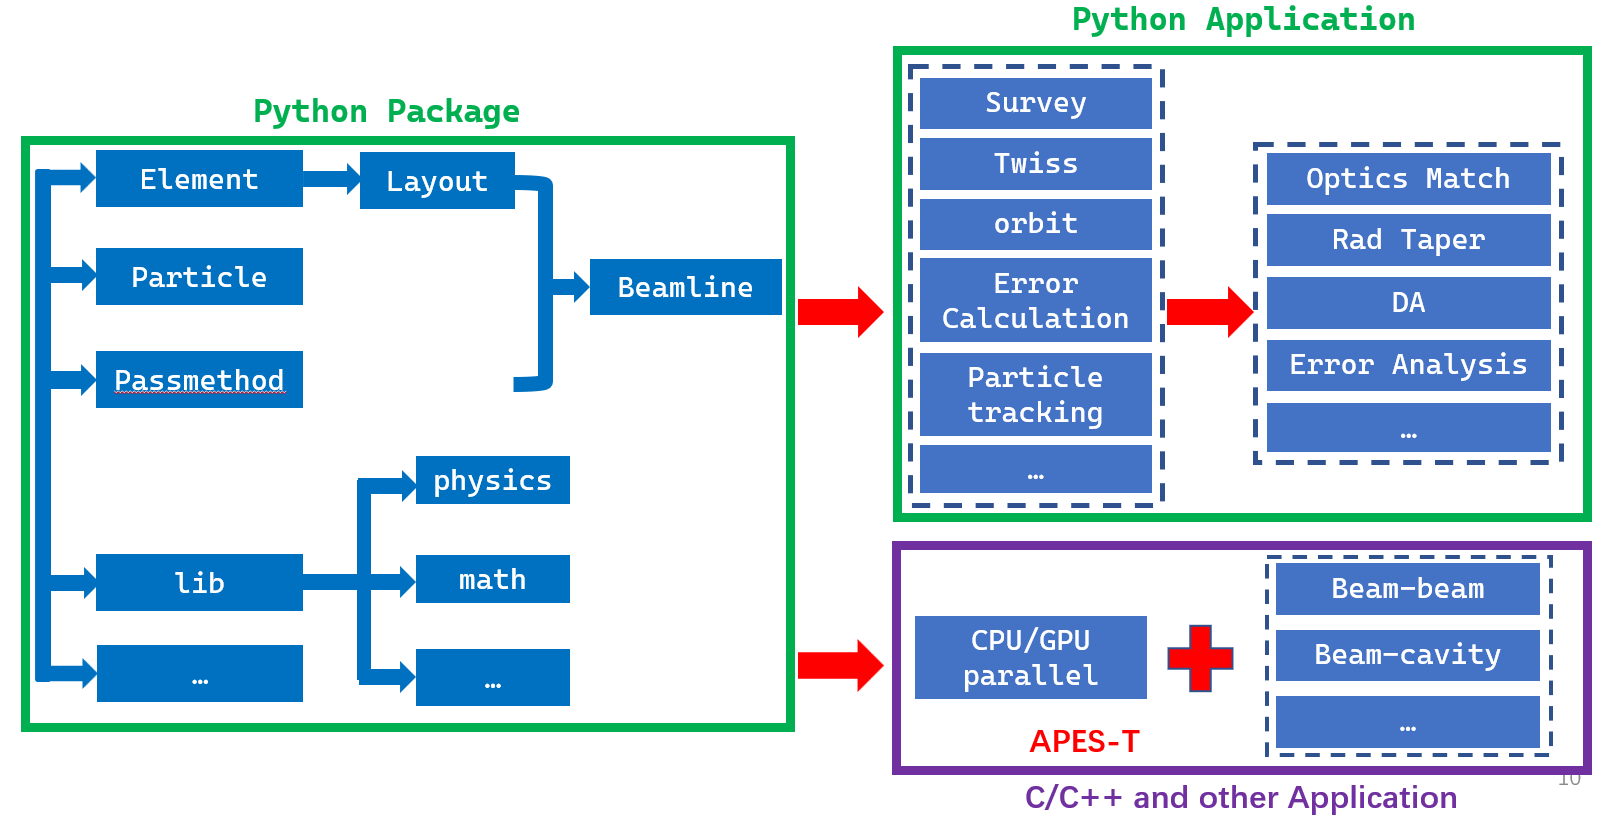 Python Package
Element
Layout
Particle
Beamline
Passmethod
physics
lib
math
…
…
Python Application
Survey
Twiss
orbit
Error
Calculation
Particle
tracking
…
Optics Match
Rad Taper
DA
Error Analysis
…
CPU/GPU
parallel
APES-T
Beam-beam
Beam-cavity
…
C/C++ and other Application
10